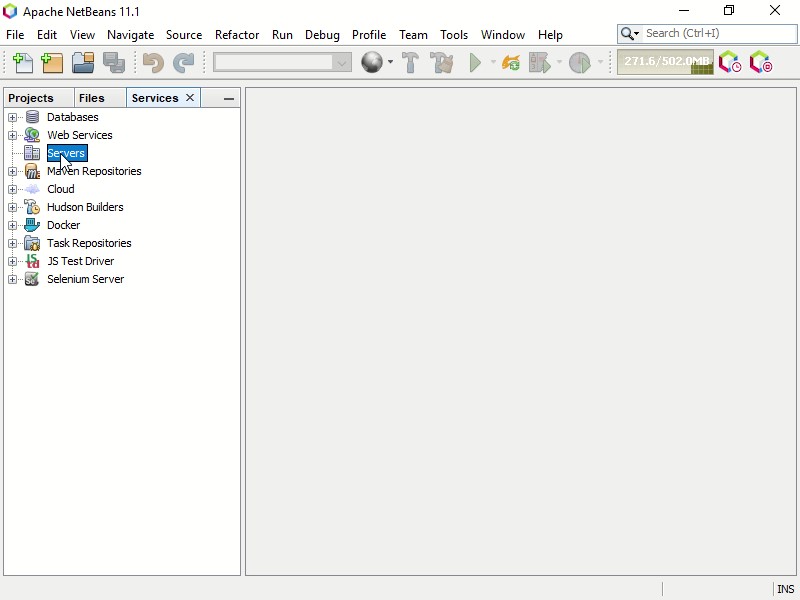 Apache NetBeans 11.1
File Edit View Navigate Source Refactor Run Debug Profile Team Tools Window Help
Search (Ctrl+I)
271.6/502.0MB
Projects Files Services
Databases
Web Services
Servers
Maven Repositories
Cloud
Hudson Builders
Docker
Task Repositories
JS Test Driver
Selenium Server
INS